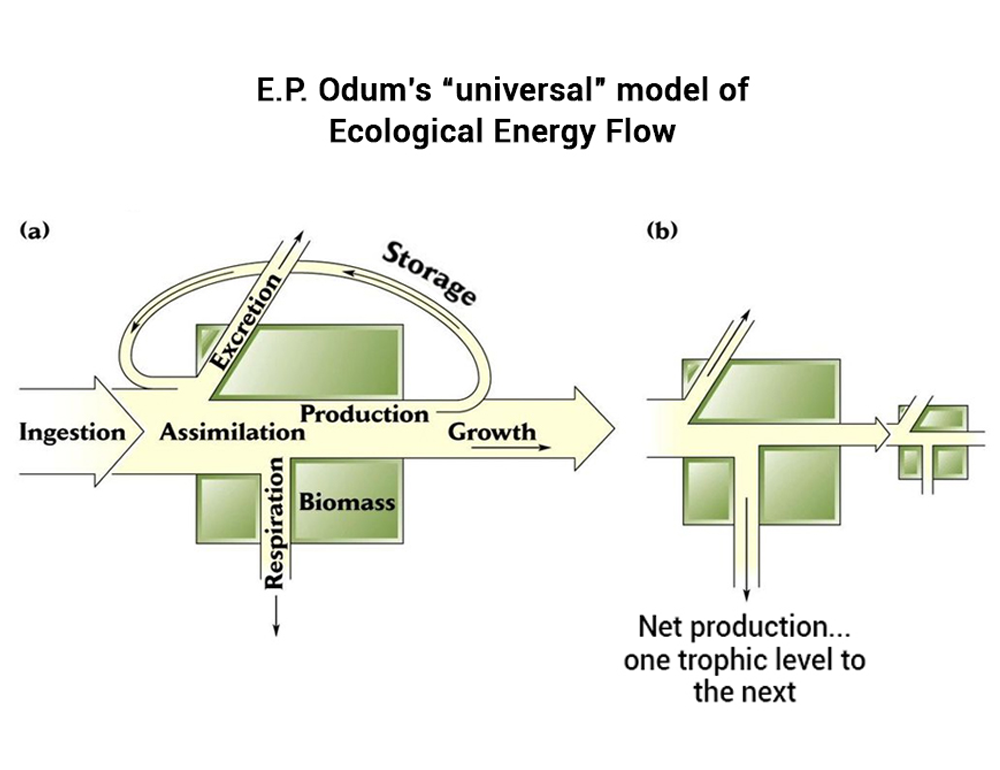 E.P. Odum's “universal” model of
Ecological Energy Flow
(a)
(b)
Storage
Excretion
Ingestion
Assimilation
Production
Growth
Respiration
Biomass
Net production...
one trophic level to
the next